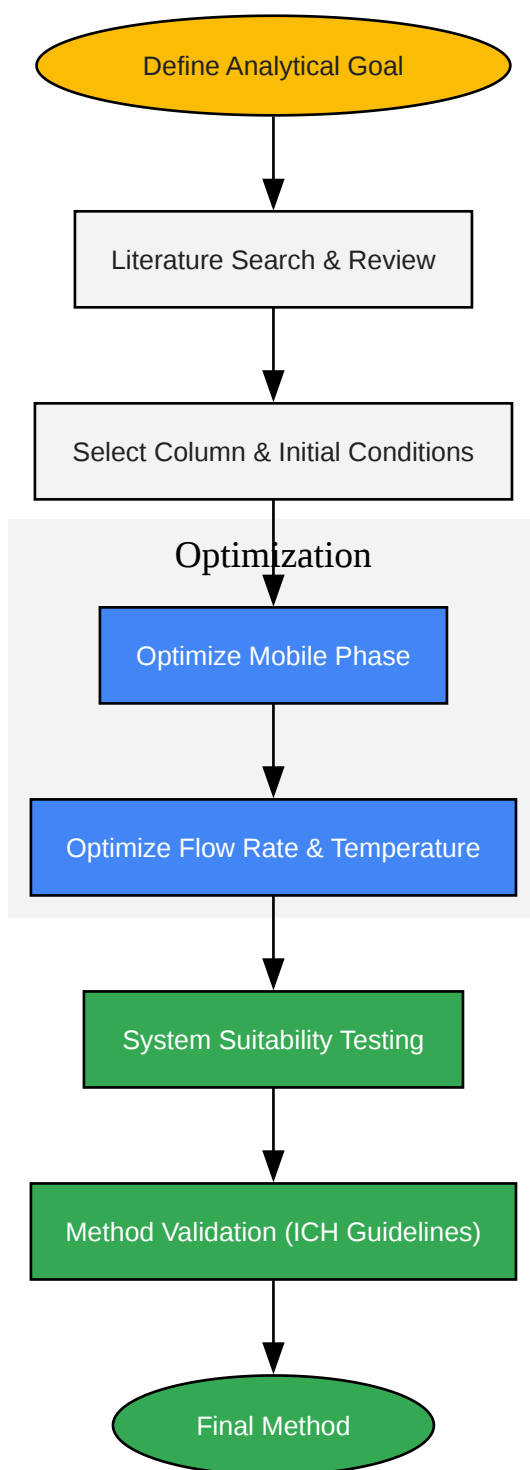 Define Analytical Goal
Literature Search & Review
Select Column & Initial Conditions
Optimization
Optimize Mobile Phase
Optimize Flow Rate & Temperature
System Suitability Testing
Method Validation (ICH Guidelines)
Final Method